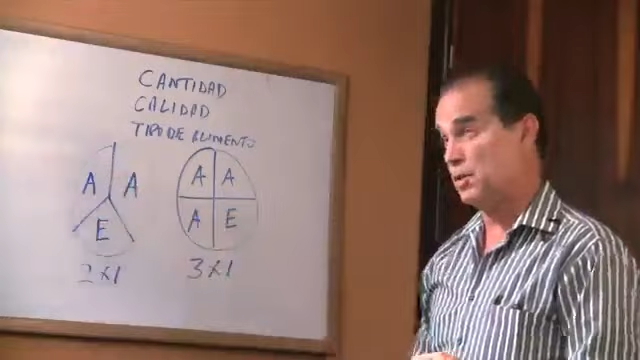 CANTIDAD
CALIDAD
TIPO DE ALIMENTO
A A
E
2x1
A A
A E
3x1